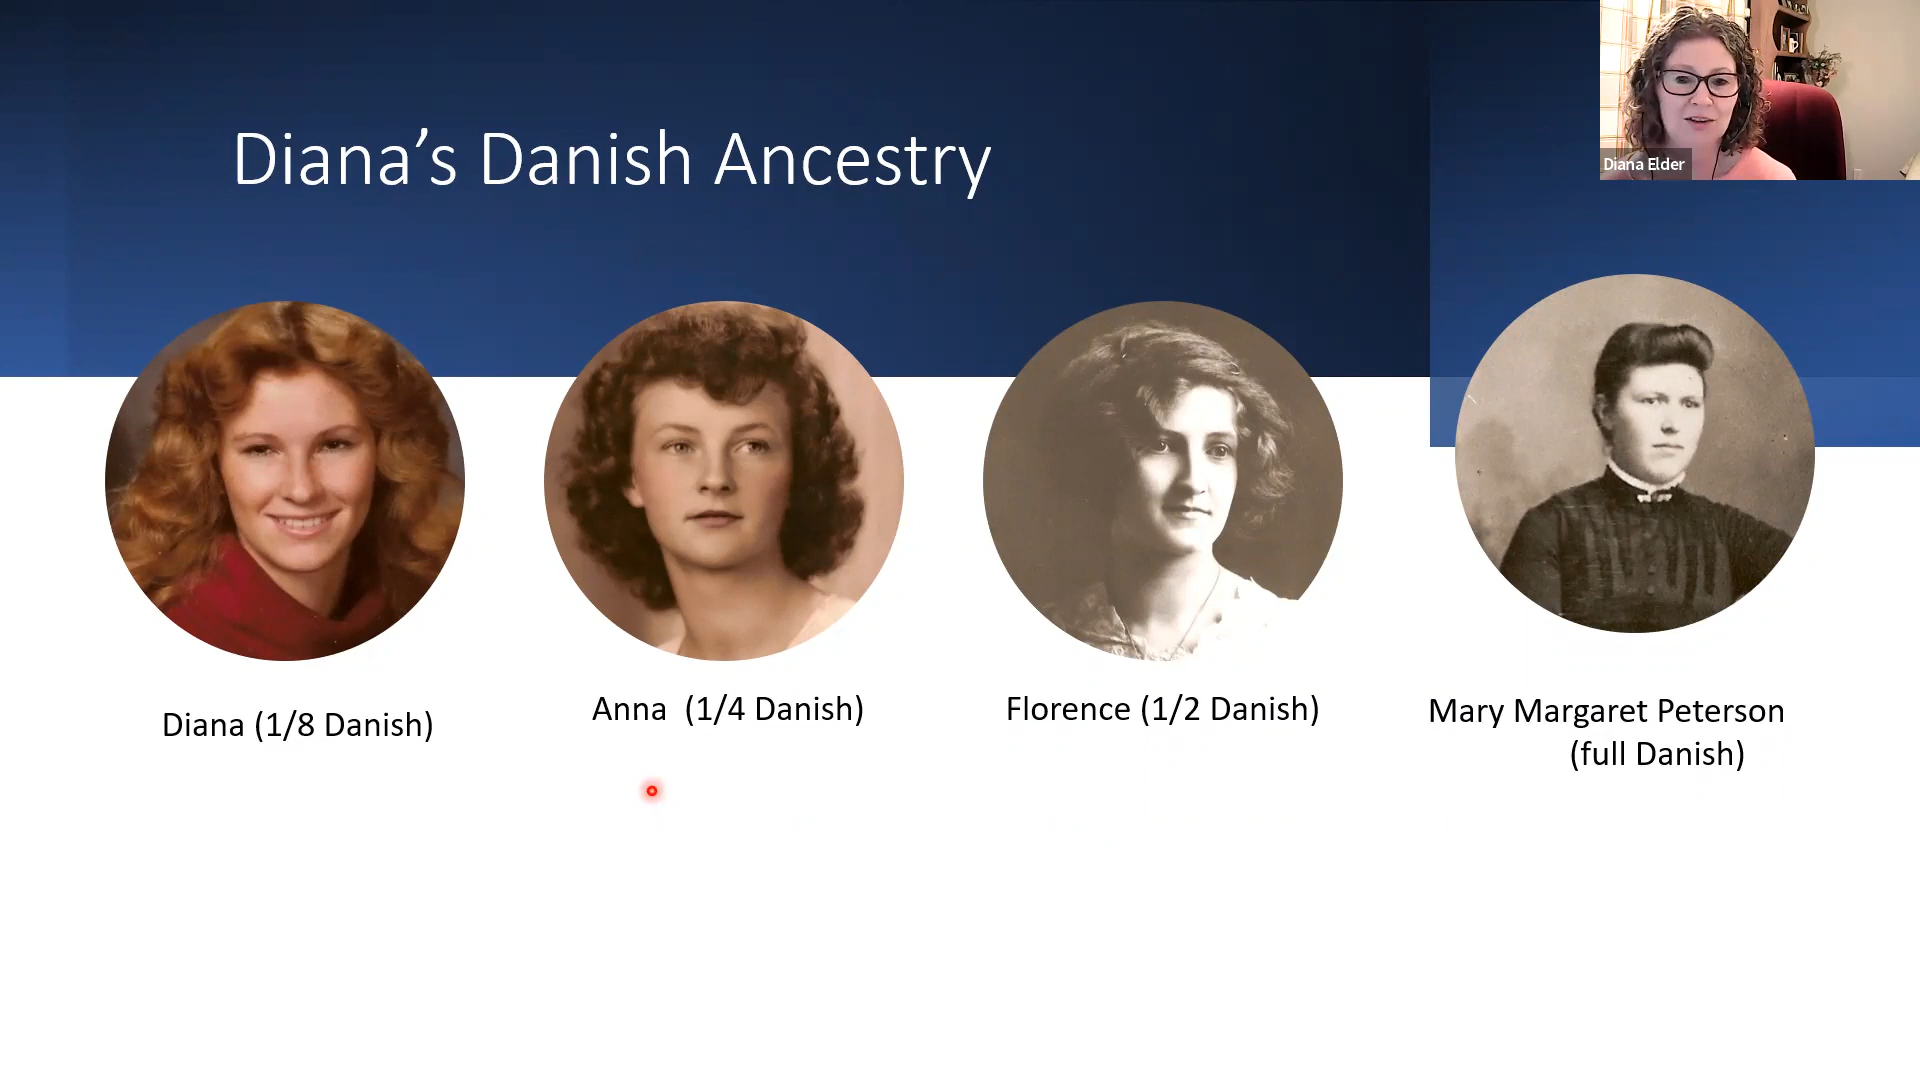 Diana’s Danish Ancestry
Diana Elder
Diana (1/8 Danish)
Anna  (1/4 Danish)
Florence (1/2 Danish)
Mary Margaret Peterson
(full Danish)